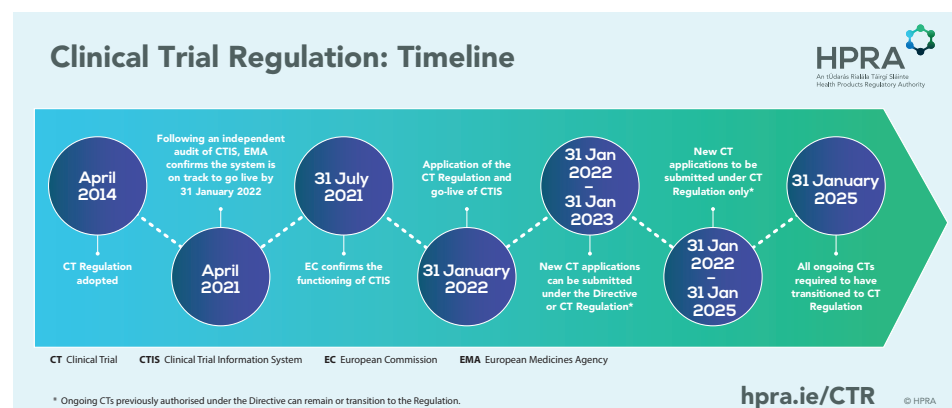 Clinical Trial Regulation: Timeline
HPRA
An tÚdarás Rialála Táirgí Sláinte
Health Products Regulatory Authority
April
2014
CT Regulation
adopted
Following an independent
audit of CTIS, EMA
confirms the system is
on track to go live by
31 January 2022
April
2021
31 July
2021
EC confirms the
functioning of CTIS
Application of the
CT Regulation and
go-live of CTIS
31 January
2022
31 Jan
2022
–
31 Jan
2023
New CT applications
can be submitted
under the Directive
or CT Regulation*
New CT
applications to be
submitted under CT
Regulation only*
31 Jan
2022
–
31 Jan
2025
31 January
2025
All ongoing CTs
required to have
transitioned to CT
Regulation
CT Clinical Trial CTIS Clinical Trial Information System EC European Commission EMA European Medicines Agency
* Ongoing CTs previously authorised under the Directive can remain or transition to the Regulation.
hpra.ie/CTR
© HPRA